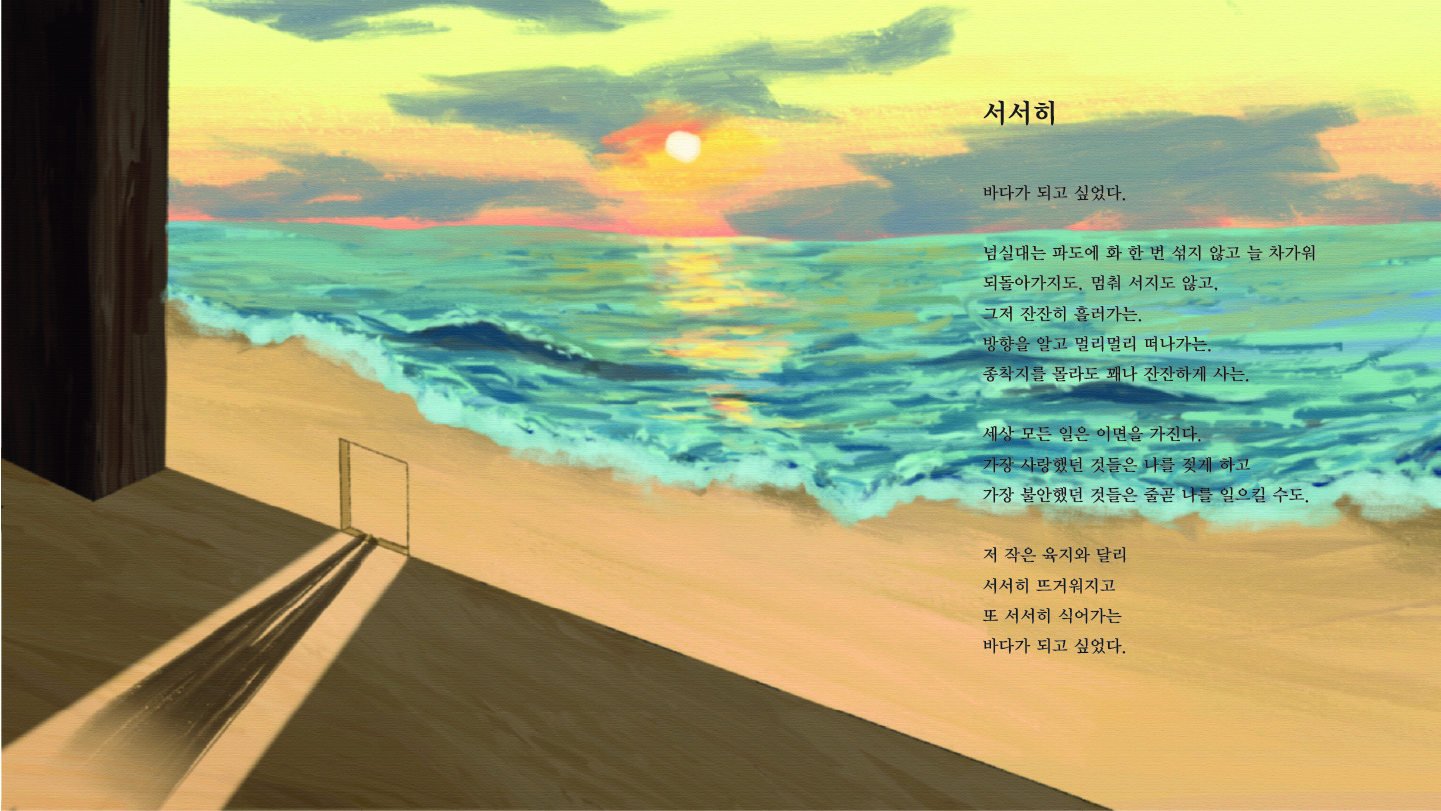 서서히
바다가 되고 싶었다.
넘실대는 파도에 화 한 번 섞지 않고 늘 차가워
되돌아가지도, 멈춰 서지도 않고,
그저 잔잔히 흘러가는.
방향을 알고 멀리멀리 떠나가는.
종착지를 몰라도 꽤나 잔잔하게 사는.
세상 모든 일은 이면을 가진다.
가장 사랑했던 것들은 나를 젖게 하고
가장 불안했던 것들은 줄곧 나를 일으킬 수도.
저 작은 육지와 달리
서서히 뜨거워지고
또 서서히 식어가는
바다가 되고 싶었다.